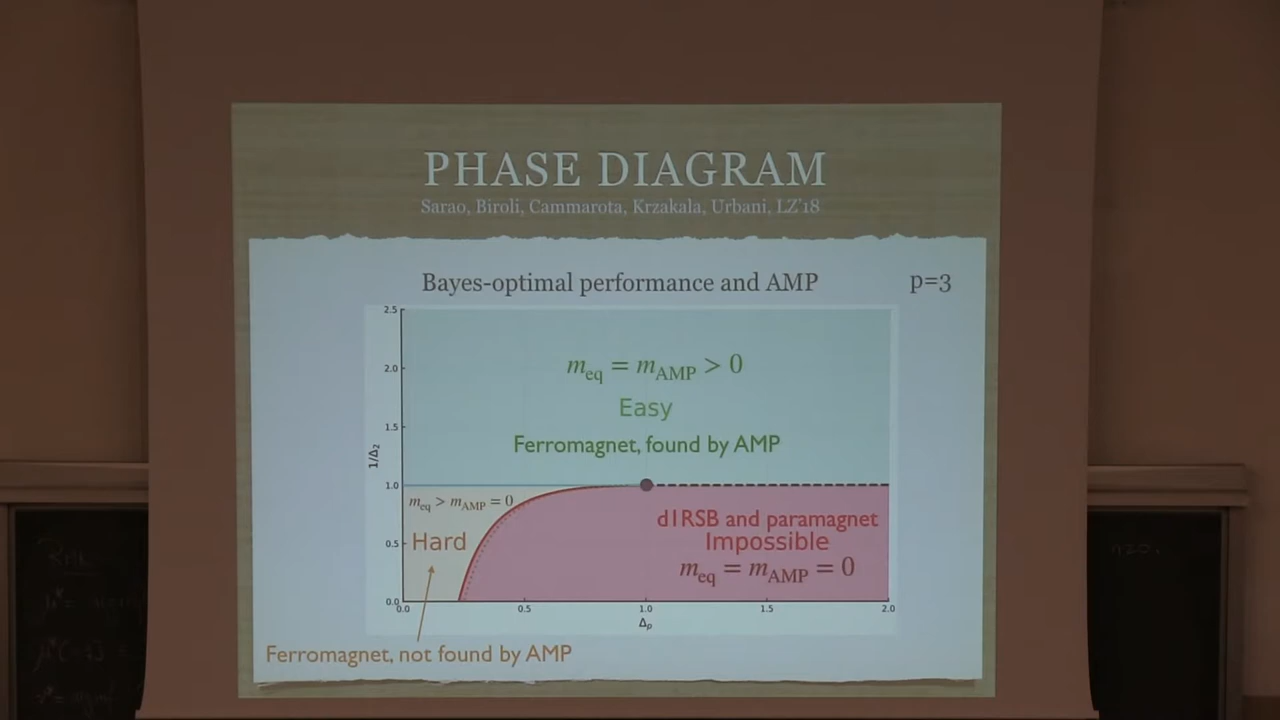 PHASE DIAGRAM
Sarao, Biroli, Cammarota, Krzakala, Urbani, LZ'18
Bayes-optimal performance and AMP
p=3
2.5
2.0
1.5
1.0
0.5
0.0
1/Δ₂
m_eq = m_AMP > 0
Easy
Ferromagnet, found by AMP
m_eq > m_AMP = 0
Hard
d1RSB and paramagnet
Impossible
m_eq = m_AMP = 0
0.0 0.5 1.0 1.5 2.0
Δₚ
Ferromagnet, not found by AMP